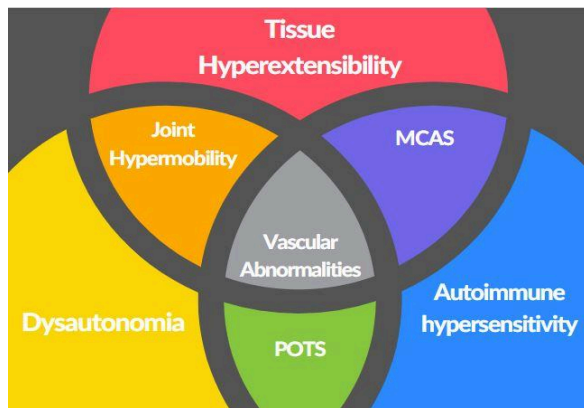 Tissue
Hyperextensibility
Joint
Hypermobility
MCAS
Vascular
Abnormalities
Dysautonomia
Autoimmune
hypersensitivity
POTS